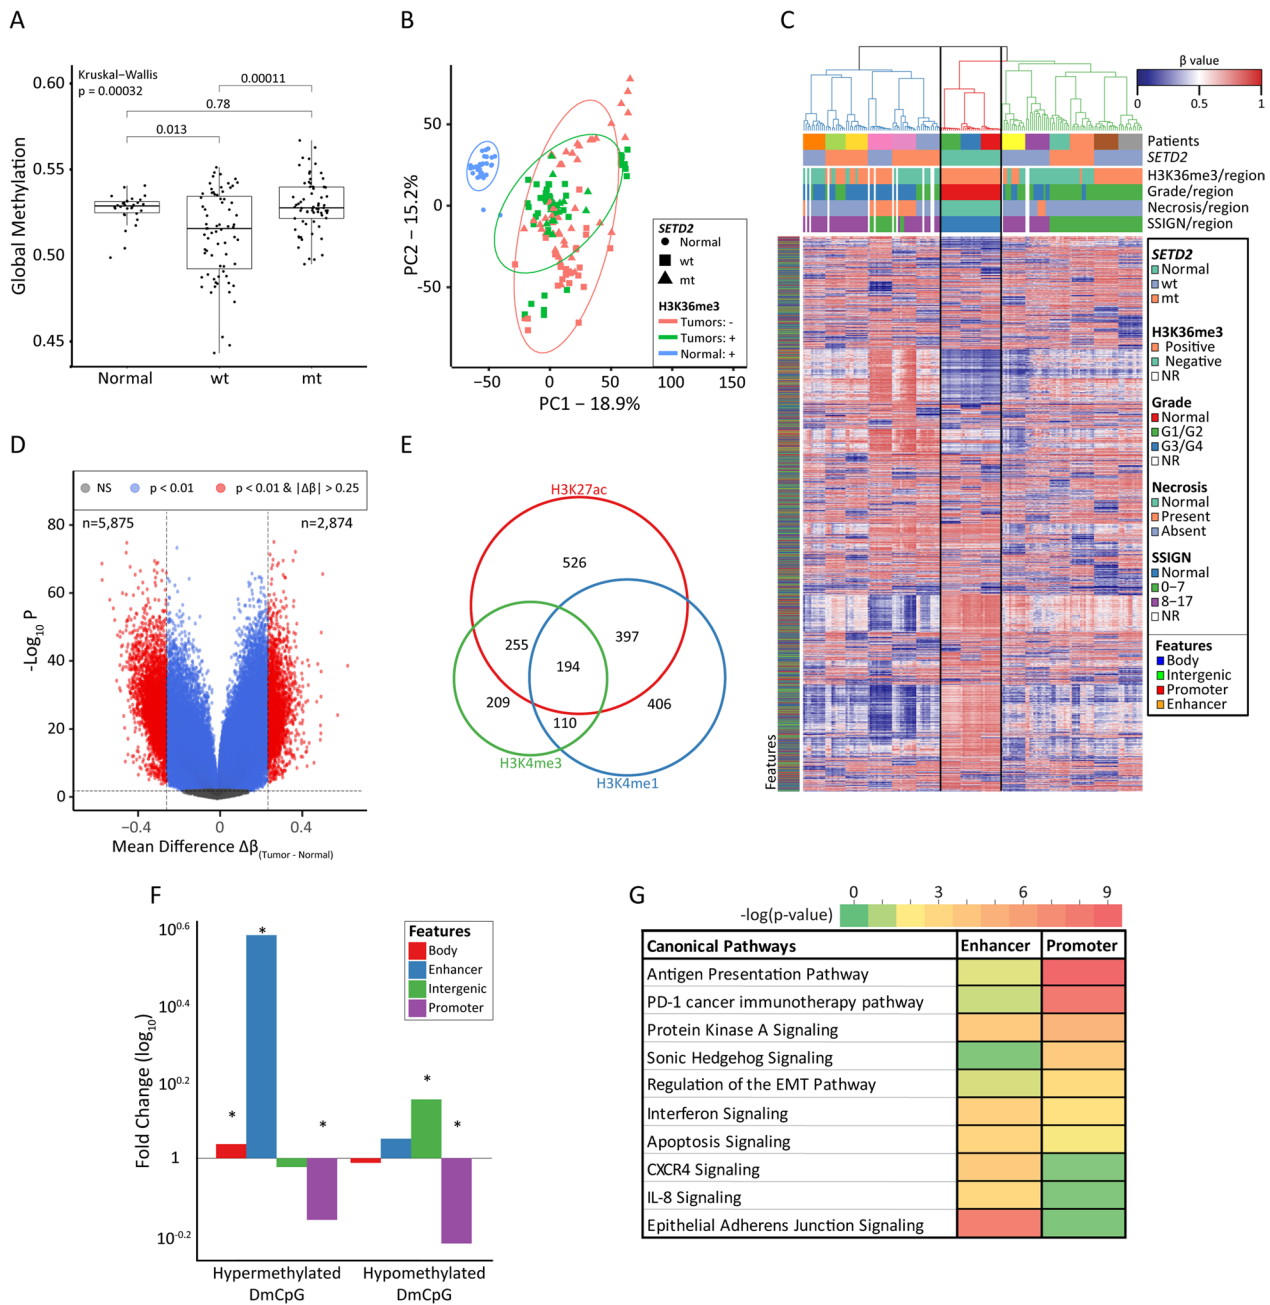 A
Kruskal−Wallis
p = 0.00032
0.00011
0.78
0.013
0.60
0.55
0.50
0.45
Global Methylation
Normal
wt
mt
B
50
0
-50
PC2 − 15.2%
−50
0
50
100
150
PC1 − 18.9%
SETD2
Normal
wt
mt
H3K36me3
Tumors: -
Tumors: +
Normal: +
C
β value
0
0.5
1
Patients
SETD2
H3K36me3/region
Grade/region
Necrosis/region
SSIGN/region
Features
SETD2
Normal
wt
mt
H3K36me3
Positive
Negative
NR
Grade
Normal
G1/G2
G3/G4
NR
Necrosis
Normal
Present
Absent
SSIGN
Normal
0−7
8−17
NR
Features
Body
Intergenic
Promoter
Enhancer
D
NS
p < 0.01
p < 0.01 & |Δβ| > 0.25
n=5,875
n=2,874
80
60
40
20
0
-Log10 P
−0.4
0
0.4
Mean Difference Δβ(Tumor - Normal)
E
H3K27ac
526
255
397
194
209
110
406
H3K4me3
H3K4me1
F
10^0.6
10^0.4
10^0.2
1
10^-0.2
Fold Change (log10)
*
*
*
*
*
Features
Body
Enhancer
Intergenic
Promoter
Hypermethylated
DmCpG
Hypomethylated
DmCpG
G
0 3 6 9
-log(p-value)
Canonical Pathways Enhancer Promoter
Antigen Presentation Pathway
PD-1 cancer immunotherapy pathway
Protein Kinase A Signaling
Sonic Hedgehog Signaling
Regulation of the EMT Pathway
Interferon Signaling
Apoptosis Signaling
CXCR4 Signaling
IL-8 Signaling
Epithelial Adherens Junction Signaling